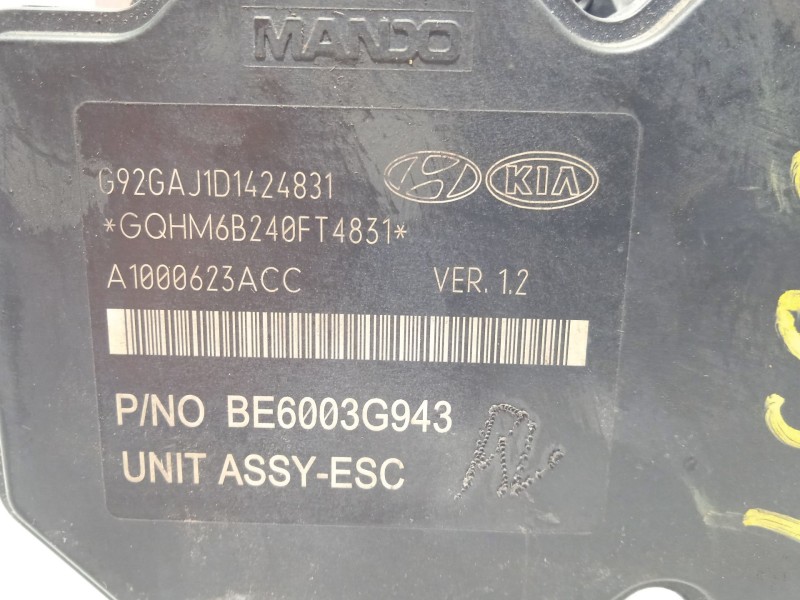 MANDO
G92GAJ1D1424831
KIA
*GQHM6B240FT4831*
A1000623ACC VER. 1.2
P/NO BE6003G943
UNIT ASSY-ESC